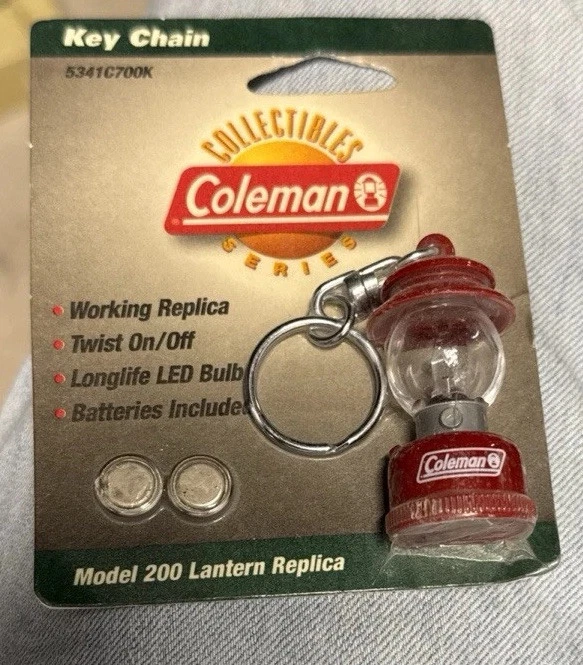 Key Chain
5341C700K
COLLECTIBLES
Coleman
SERIES
• Working Replica
• Twist On/Off
• Longlife LED Bulb
• Batteries Include
Coleman
Model 200 Lantern Replica